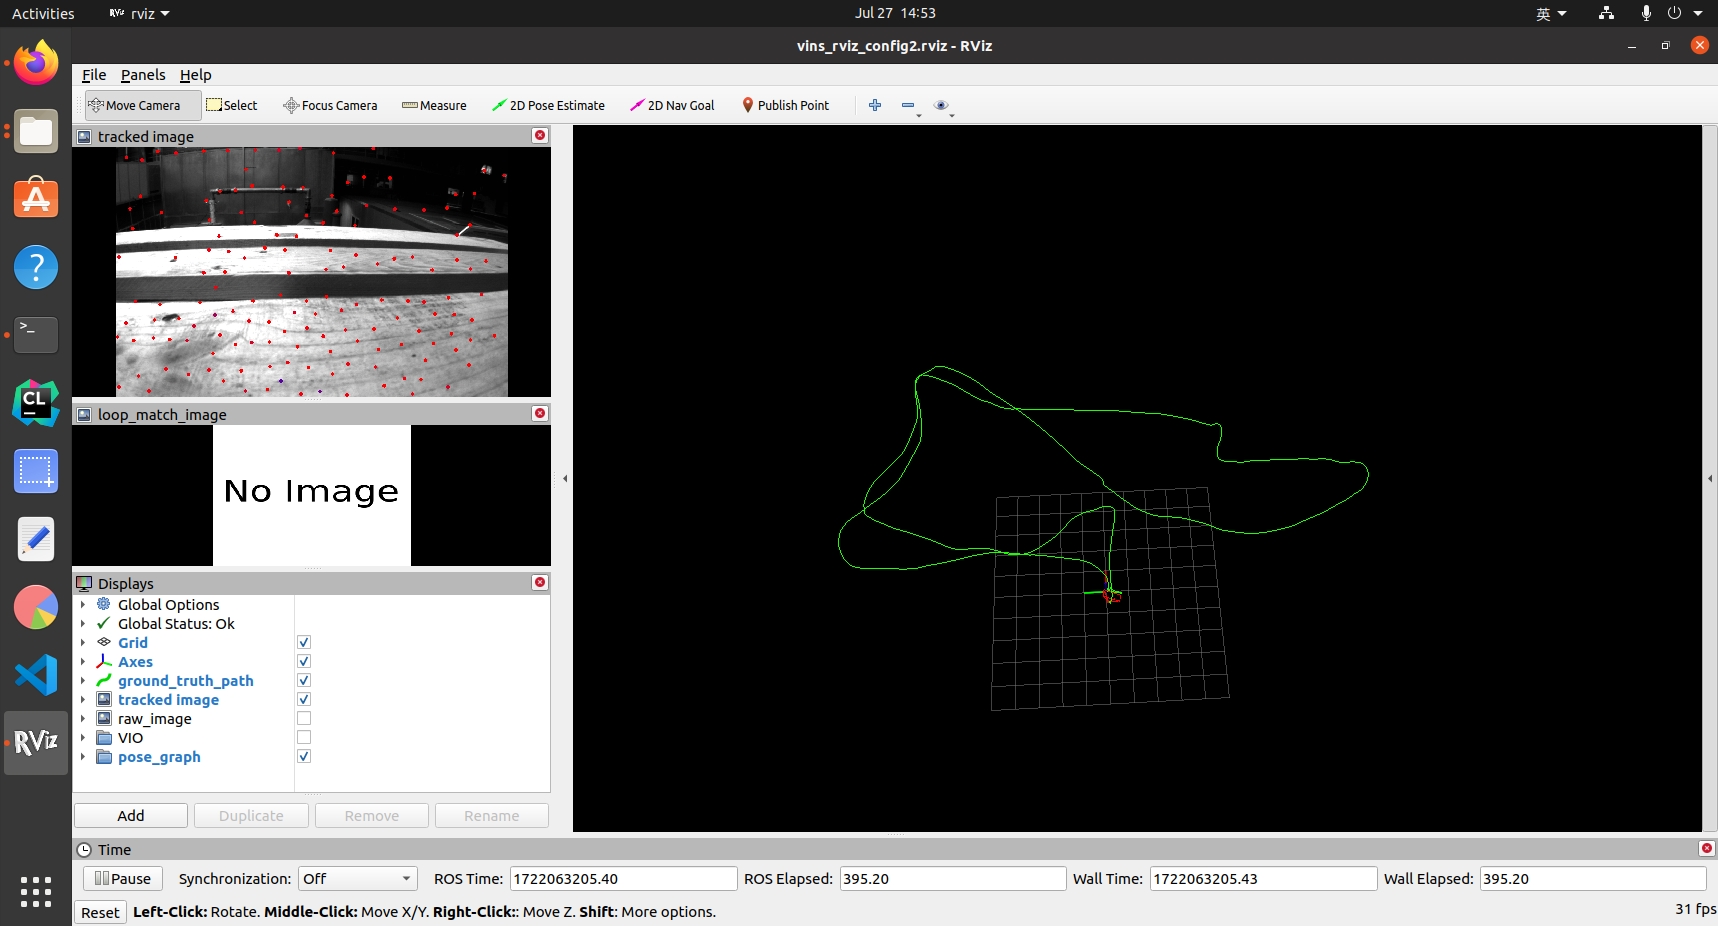 Activities RViz rviz Jul 27 14:53 英
vins_rviz_config2.rviz - RViz
File Panels Help
Move Camera Select Focus Camera Measure 2D Pose Estimate 2D Nav Goal Publish Point
tracked image
loop_match_image
No Image
Displays
Global Options
Global Status: Ok
Grid
Axes
ground_truth_path
tracked image
raw_image
VIO
pose_graph
Add Duplicate Remove Rename
Time
Pause Synchronization: Off ROS Time: 1722063205.40 ROS Elapsed: 395.20 Wall Time: 1722063205.43 Wall Elapsed: 395.20
Reset Left-Click: Rotate. Middle-Click: Move X/Y. Right-Click:: Move Z. Shift: More options. 31 fps
A
?
>_
CL
RViz